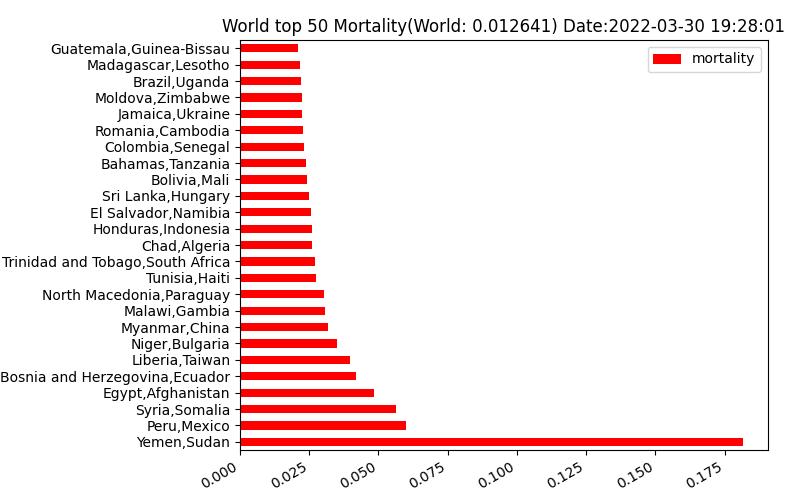 World top 50 Mortality(World: 0.012641) Date:2022-03-30 19:28:01
mortality
Guatemala,Guinea-Bissau
Madagascar,Lesotho
Brazil,Uganda
Moldova,Zimbabwe
Jamaica,Ukraine
Romania,Cambodia
Colombia,Senegal
Bahamas,Tanzania
Bolivia,Mali
Sri Lanka,Hungary
El Salvador,Namibia
Honduras,Indonesia
Chad,Algeria
Trinidad and Tobago,South Africa
Tunisia,Haiti
North Macedonia,Paraguay
Malawi,Gambia
Myanmar,China
Niger,Bulgaria
Liberia,Taiwan
Bosnia and Herzegovina,Ecuador
Egypt,Afghanistan
Syria,Somalia
Peru,Mexico
Yemen,Sudan
0.000 0.025 0.050 0.075 0.100 0.125 0.150 0.175